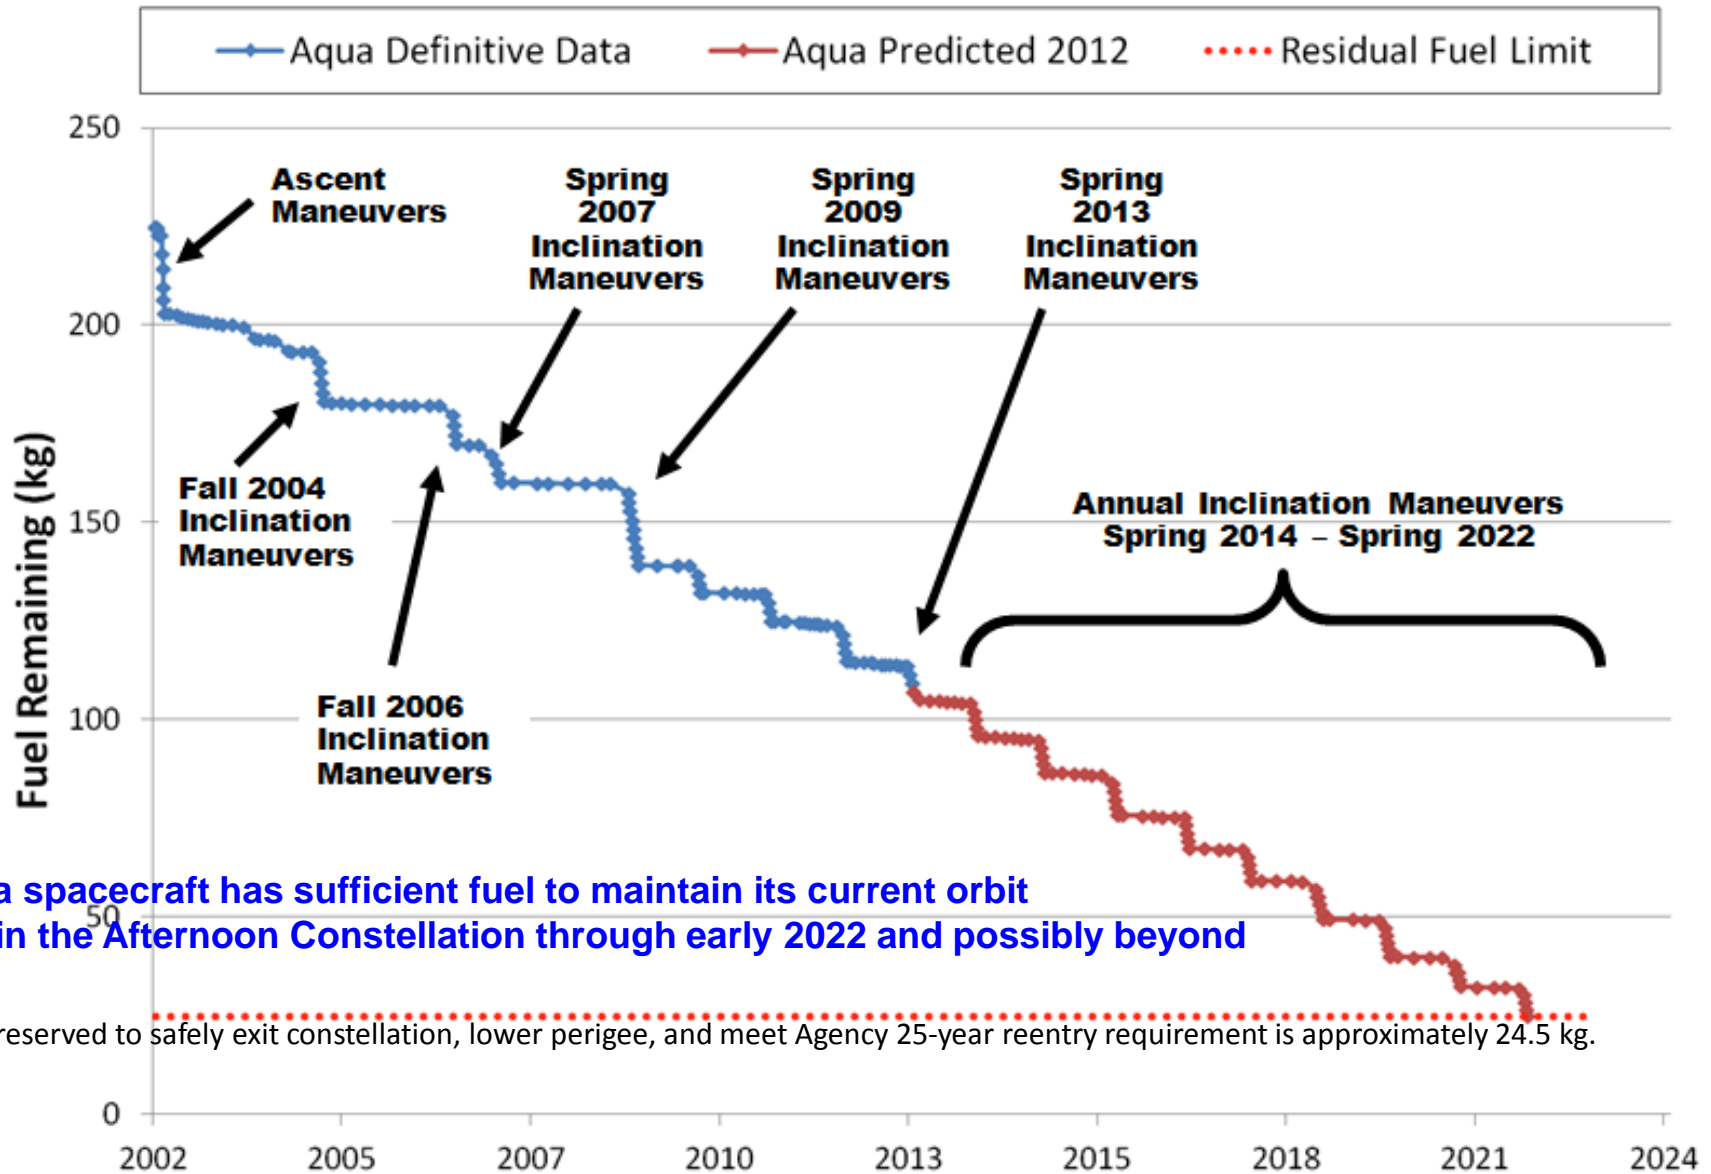 Aqua Definitive Data Aqua Predicted 2012 Residual Fuel Limit
250
200
150
100
50
0
Fuel Remaining (kg)
Ascent
Maneuvers
Spring
2007
Inclination
Maneuvers
Spring
2009
Inclination
Maneuvers
Spring
2013
Inclination
Maneuvers
Fall 2004
Inclination
Maneuvers
Fall 2006
Inclination
Maneuvers
Annual Inclination Maneuvers
Spring 2014 – Spring 2022
a spacecraft has sufficient fuel to maintain its current orbit
in the Afternoon Constellation through early 2022 and possibly beyond
reserved to safely exit constellation, lower perigee, and meet Agency 25-year reentry requirement is approximately 24.5 kg.
2002 2005 2007 2010 2013 2015 2018 2021 2024